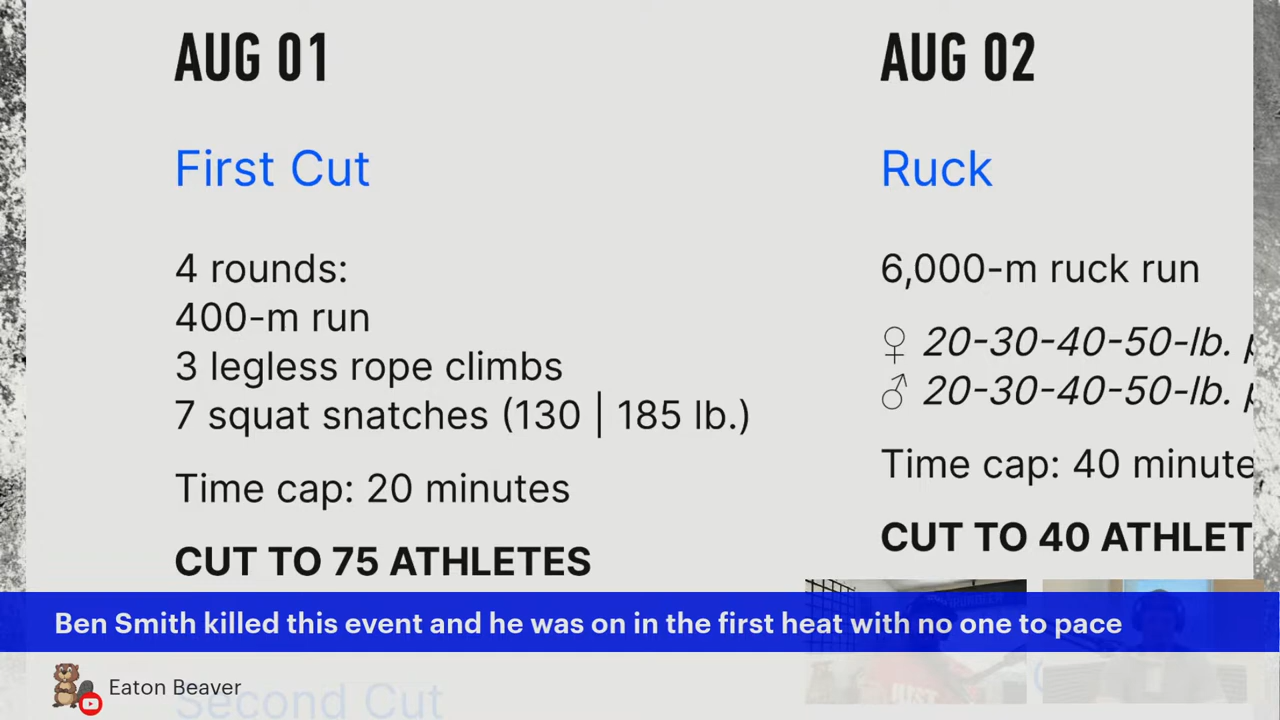 AUG 01
First Cut
4 rounds:
400-m run
3 legless rope climbs
7 squat snatches (130 | 185 lb.)
Time cap: 20 minutes
CUT TO 75 ATHLETES
AUG 02
Ruck
6,000-m ruck run
♀ 20-30-40-50-lb.
♂ 20-30-40-50-lb.
Time cap: 40 minute
CUT TO 40 ATHLET
Ben Smith killed this event and he was on in the first heat with no one to pace
Eaton Beaver
Second Cut